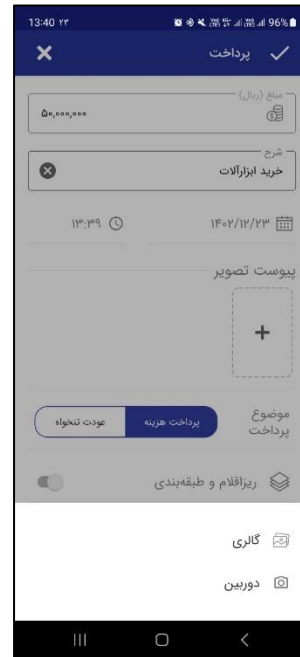 13:40 ۲۳ 96%
پرداخت
مبلغ (ریال)
۵۰,۰۰۰,۰۰۰
شرح
خرید ابزارآلات
۱۴۰۲/۱۲/۲۳ ۱۳:۳۹
پیوست تصویر
موضوع پرداخت
پرداخت هزینه عودت تنخواه
ریزاقلام و طبقه‌بندی
گالری
دوربین